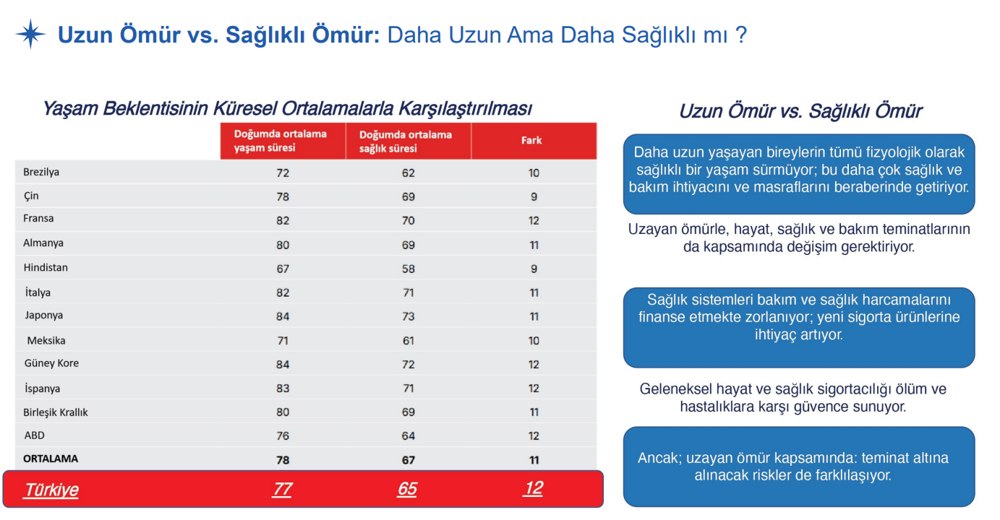 Uzun Ömür vs. Sağlıklı Ömür: Daha Uzun Ama Daha Sağlıklı mı ?
Yaşam Beklentisinin Küresel Ortalamalarla Karşılaştırılması
Doğumda ortalama yaşam süresi Doğumda ortalama sağlık süresi Fark
Brezilya 72 62 10
Çin 78 69 9
Fransa 82 70 12
Almanya 80 69 11
Hindistan 67 58 9
İtalya 82 71 11
Japonya 84 73 11
Meksika 71 61 10
Güney Kore 84 72 12
İspanya 83 71 12
Birleşik Krallık 80 69 11
ABD 76 64 12
ORTALAMA 78 67 11
Türkiye 77 65 12
Uzun Ömür vs. Sağlıklı Ömür
Daha uzun yaşayan bireylerin tümü fizyolojik olarak
sağlıklı bir yaşam sürmüyor; bu daha çok sağlık ve
bakım ihtiyacını ve masraflarını beraberinde getiriyor.
Uzayan ömürle, hayat, sağlık ve bakım teminatlarının
da kapsamında değişim gerektiriyor.
Sağlık sistemleri bakım ve sağlık harcamalarını
finanse etmekte zorlanıyor; yeni sigorta ürünlerine
ihtiyaç artıyor.
Geleneksel hayat ve sağlık sigortacılığı ölüm ve
hastalıklara karşı güvence sunuyor.
Ancak; uzayan ömür kapsamında: teminat altına
alınacak riskler de farklılaşıyor.